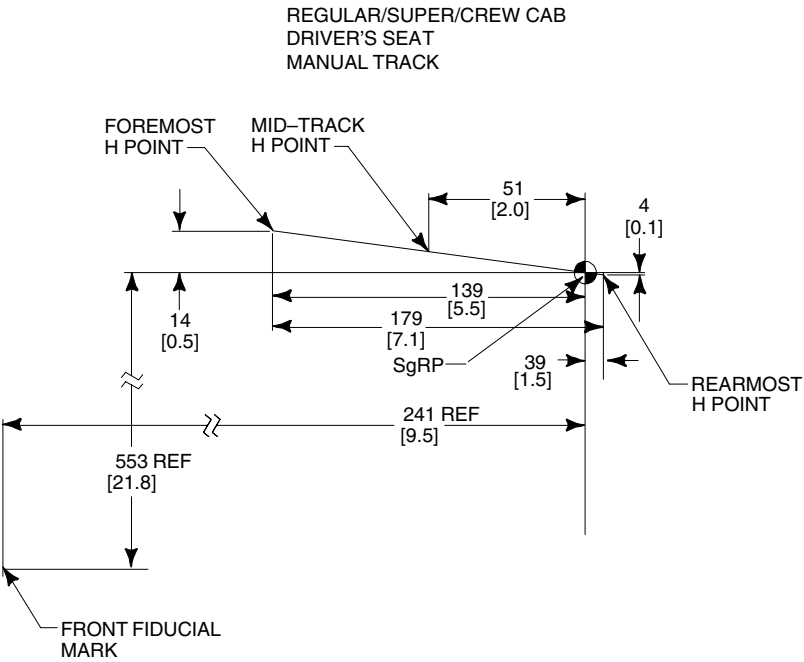 REGULAR/SUPER/CREW CAB
DRIVER'S SEAT
MANUAL TRACK
FOREMOST
H POINT
MID–TRACK
H POINT
51
[2.0]
4
[0.1]
14
[0.5]
139
[5.5]
179
[7.1]
SgRP
39
[1.5]
REARMOST
H POINT
241 REF
[9.5]
553 REF
[21.8]
FRONT FIDUCIAL
MARK